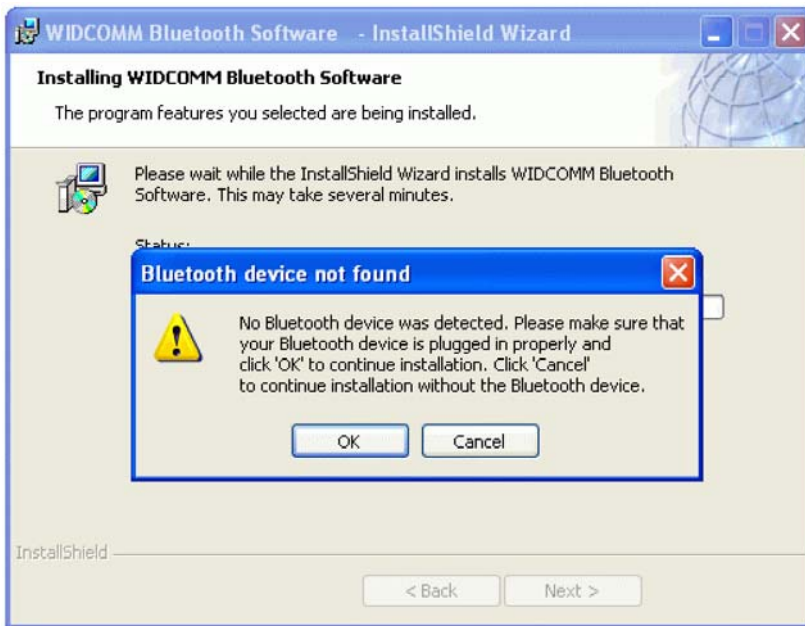 WIDCOMM Bluetooth Software - InstallShield Wizard
Installing WIDCOMM Bluetooth Software
The program features you selected are being installed.
Please wait while the InstallShield Wizard installs WIDCOMM Bluetooth
Software. This may take several minutes.
Status:
Bluetooth device not found
No Bluetooth device was detected. Please make sure that
your Bluetooth device is plugged in properly and
click 'OK' to continue installation. Click 'Cancel'
to continue installation without the Bluetooth device.
OK Cancel
InstallShield
< Back Next >